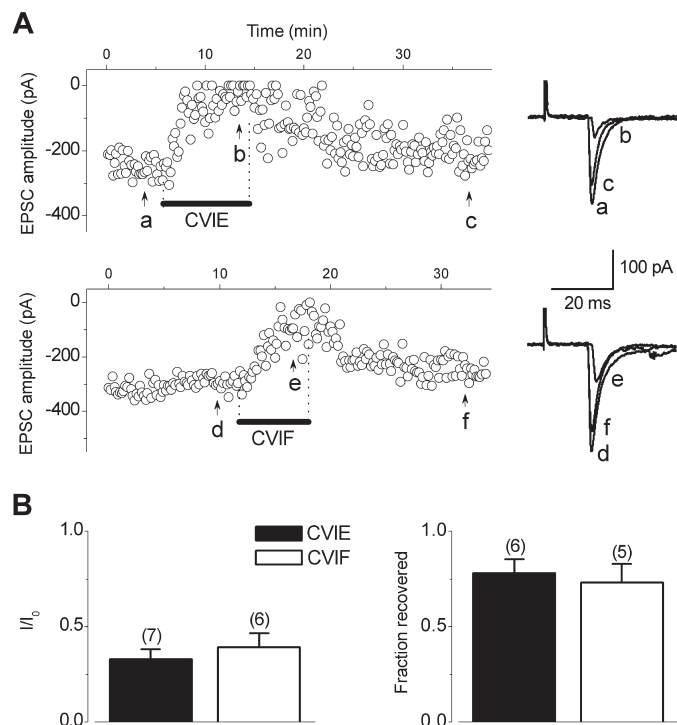 A
Time (min)
0 10 20 30
EPSC amplitude (pA)
0
-200
-400
a
b
c
CVIE
b
c
a
100 pA
20 ms
0 10 20 30
EPSC amplitude (pA)
0
-200
-400
d
e
f
CVIF
e
f
d
B
I/I0
1.0
0.5
0.0
(7)
(6)
CVIE
CVIF
Fraction recovered
1.0
0.5
0.0
(6)
(5)